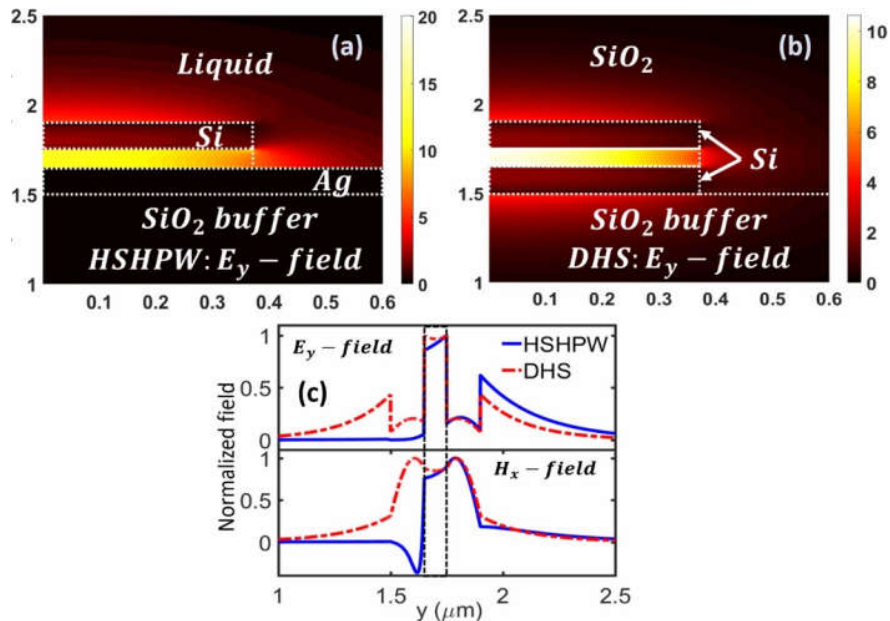 2.5
(a)
Liquid
2
Si
Ag
1.5
SiO₂ buffer
HSHPW: E_y − field
1
0.1 0.2 0.3 0.4 0.5 0.6
20
15
10
5
0
2.5
(b)
SiO₂
2
Si
1.5
SiO₂ buffer
DHS: E_y − field
1
0.1 0.2 0.3 0.4 0.5 0.6
10
8
6
4
2
0
Normalized field
1
E_y − field
HSHPW
DHS
(c)
0.5
0
1
H_x − field
0.5
0
1 1.5 2 2.5
y (μm)